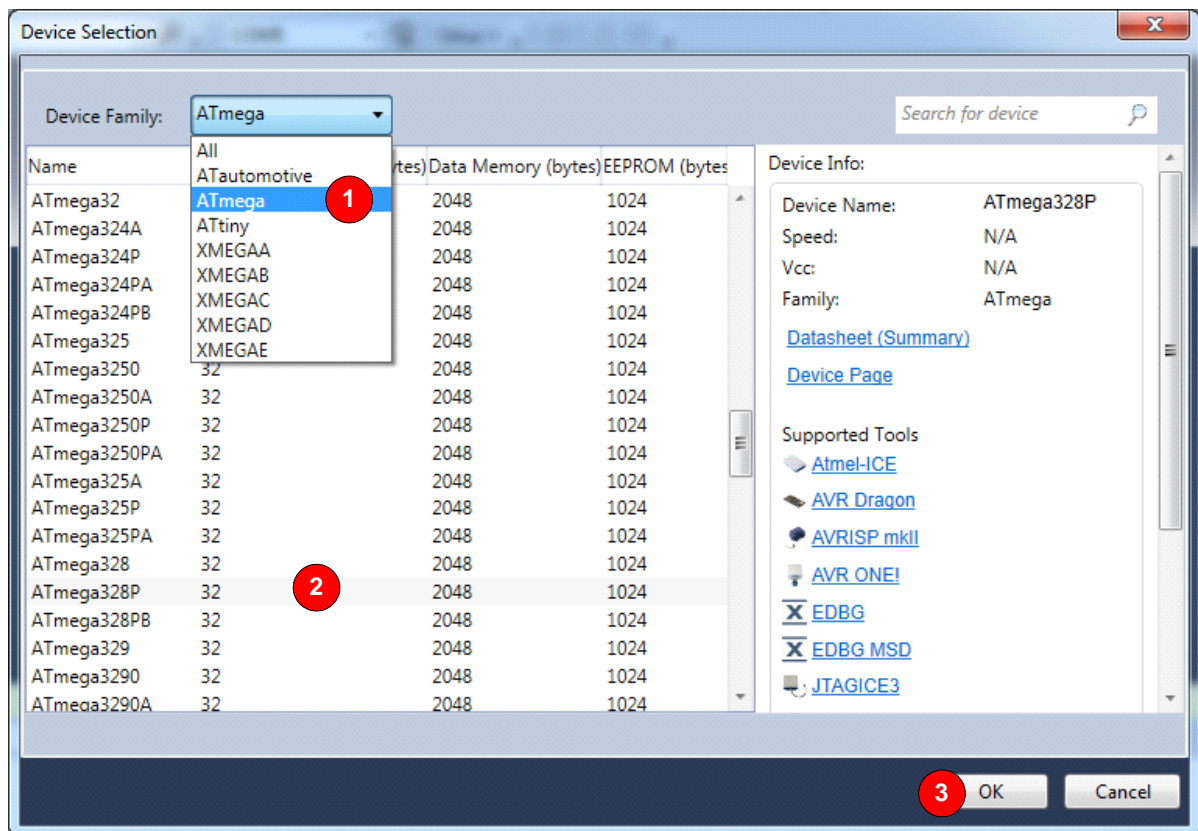 Device Selection
Device Family: ATmega
Search for device
All
ATautomotive
ATmega 1
ATtiny
XMEGAA
XMEGAB
XMEGAC
XMEGAD
XMEGAE
Name ytes) Data Memory (bytes) EEPROM (bytes
ATmega32 2048 1024
ATmega324A 2048 1024
ATmega324P 2048 1024
ATmega324PA 2048 1024
ATmega324PB 2048 1024
ATmega325 2048 1024
ATmega3250 32 2048 1024
ATmega3250A 32 2048 1024
ATmega3250P 32 2048 1024
ATmega3250PA 32 2048 1024
ATmega325A 32 2048 1024
ATmega325P 32 2048 1024
ATmega325PA 32 2048 1024
ATmega328 32 2048 1024
ATmega328P 32 2 2048 1024
ATmega328PB 32 2048 1024
ATmega329 32 2048 1024
ATmega3290 32 2048 1024
ATmega3290A 32 2048 1024
Device Info:
Device Name: ATmega328P
Speed: N/A
Vcc: N/A
Family: ATmega
Datasheet (Summary)
Device Page
Supported Tools
Atmel-ICE
AVR Dragon
AVRISP mkII
AVR ONE!
EDBG
EDBG MSD
JTAGICE3
3 OK Cancel